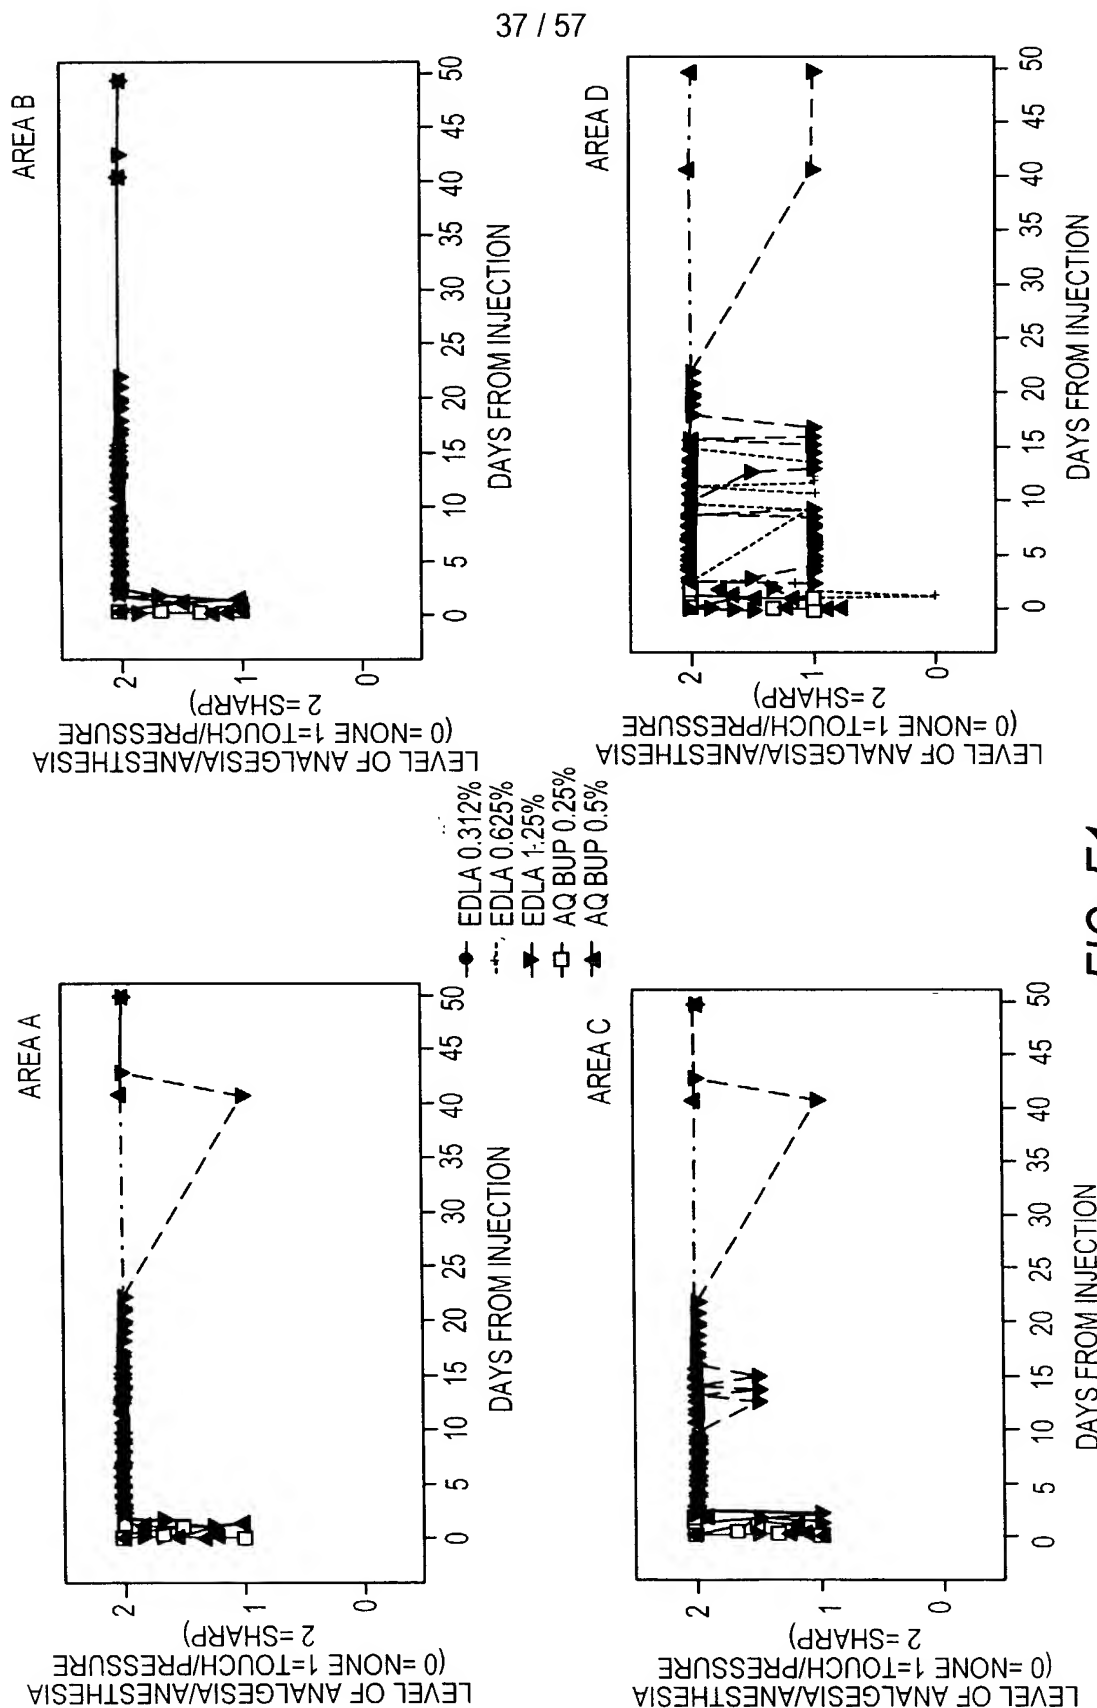 37 / 57
AREA A
LEVEL OF ANALGESIA/ANESTHESIA
(0 =NONE 1=TOUCH/PRESSURE
2 =SHARP)
2
1
0
0 5 10 15 20 25 30 35 40 45 50
DAYS FROM INJECTION
AREA B
LEVEL OF ANALGESIA/ANESTHESIA
(0 =NONE 1=TOUCH/PRESSURE
2 =SHARP)
2
1
0
0 5 10 15 20 25 30 35 40 45 50
DAYS FROM INJECTION
EDLA 0.312%
EDLA 0.625%
EDLA 1.25%
AQ BUP 0.25%
AQ BUP 0.5%
AREA C
LEVEL OF ANALGESIA/ANESTHESIA
(0 =NONE 1=TOUCH/PRESSURE
2 =SHARP)
2
1
0
0 5 10 15 20 25 30 35 40 45 50
DAYS FROM INJECTION
AREA D
LEVEL OF ANALGESIA/ANESTHESIA
(0 =NONE 1=TOUCH/PRESSURE
2 =SHARP)
2
1
0
0 5 10 15 20 25 30 35 40 45 50
DAYS FROM INJECTION